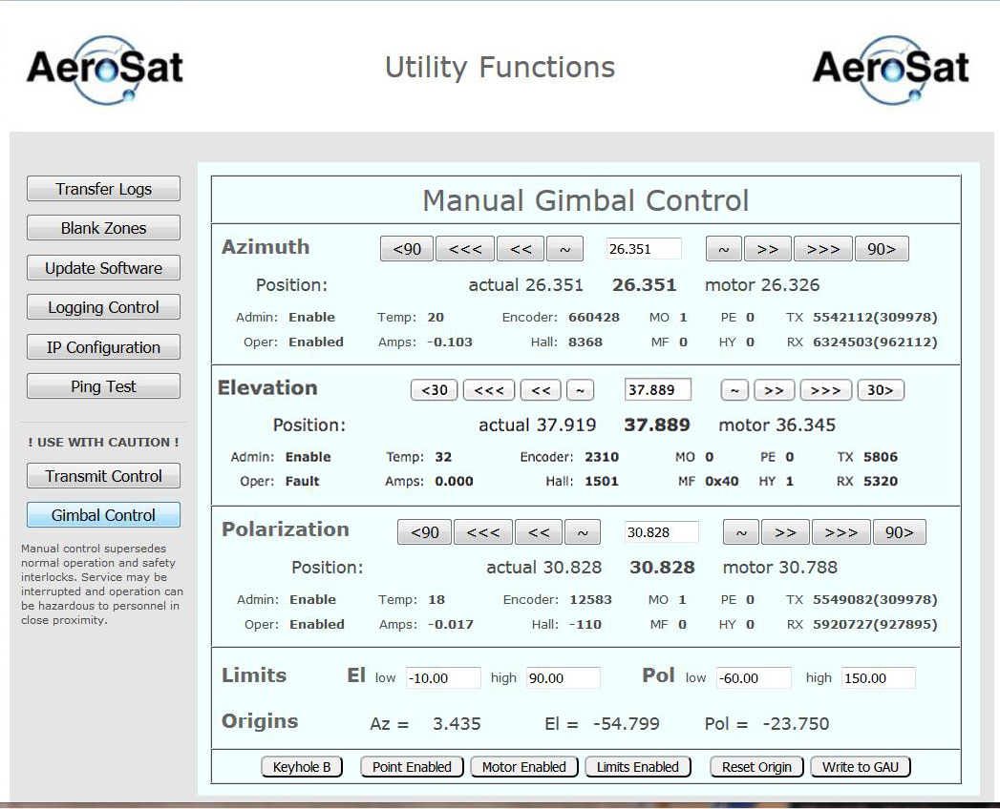 AeroSat Utility Functions AeroSat
Transfer Logs
Blank Zones
Update Software
Logging Control
IP Configuration
Ping Test
! USE WITH CAUTION !
Transmit Control
Gimbal Control
Manual control supersedes
normal operation and safety
interlocks. Service may be
interrupted and operation can
be hazardous to personnel in
close proximity.
Manual Gimbal Control
Azimuth <90 <<< << ~ 26.351 ~ >> >>> 90>
Position: actual 26.351 26.351 motor 26.326
Admin: Enable Temp: 20 Encoder: 660428 MO 1 PE 0 TX 5542112(309978)
Oper: Enabled Amps: -0.103 Hall: 8368 MF 0 HY 0 RX 6324503(962112)
Elevation <30 <<< << ~ 37.889 ~ >> >>> 30>
Position: actual 37.919 37.889 motor 36.345
Admin: Enable Temp: 32 Encoder: 2310 MO 0 PE 0 TX 5806
Oper: Fault Amps: 0.000 Hall: 1501 MF 0x40 HY 1 RX 5320
Polarization <90 <<< << ~ 30.828 ~ >> >>> 90>
Position: actual 30.828 30.828 motor 30.788
Admin: Enable Temp: 18 Encoder: 12583 MO 1 PE 0 TX 5549082(309978)
Oper: Enabled Amps: -0.017 Hall: -110 MF 0 HY 0 RX 5920727(927895)
Limits El low -10.00 high 90.00 Pol low -60.00 high 150.00
Origins Az = 3.435 El = -54.799 Pol = -23.750
Keyhole B Point Enabled Motor Enabled Limits Enabled Reset Origin Write to GAU